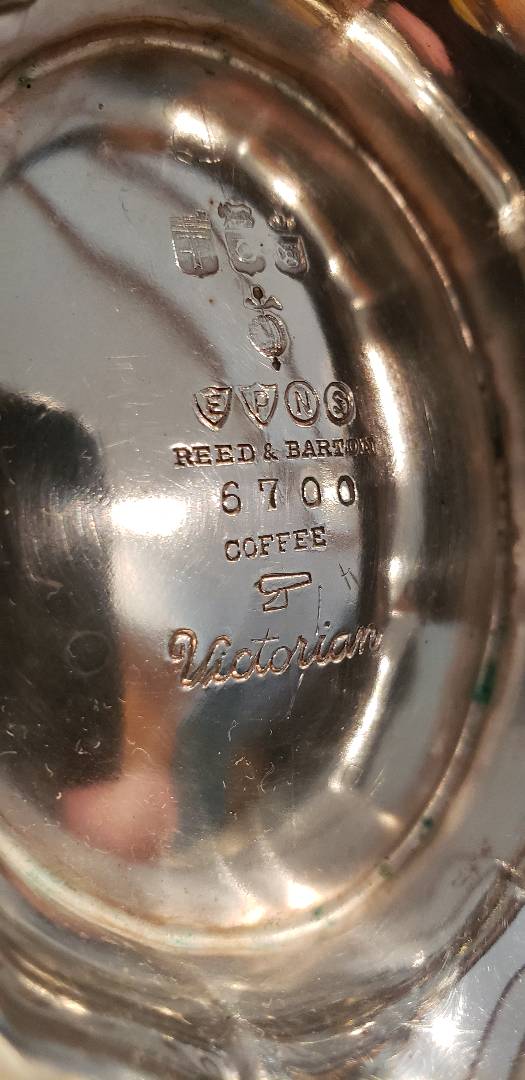 E P N S
REED & BARTON
6700
COFFEE
Victorian